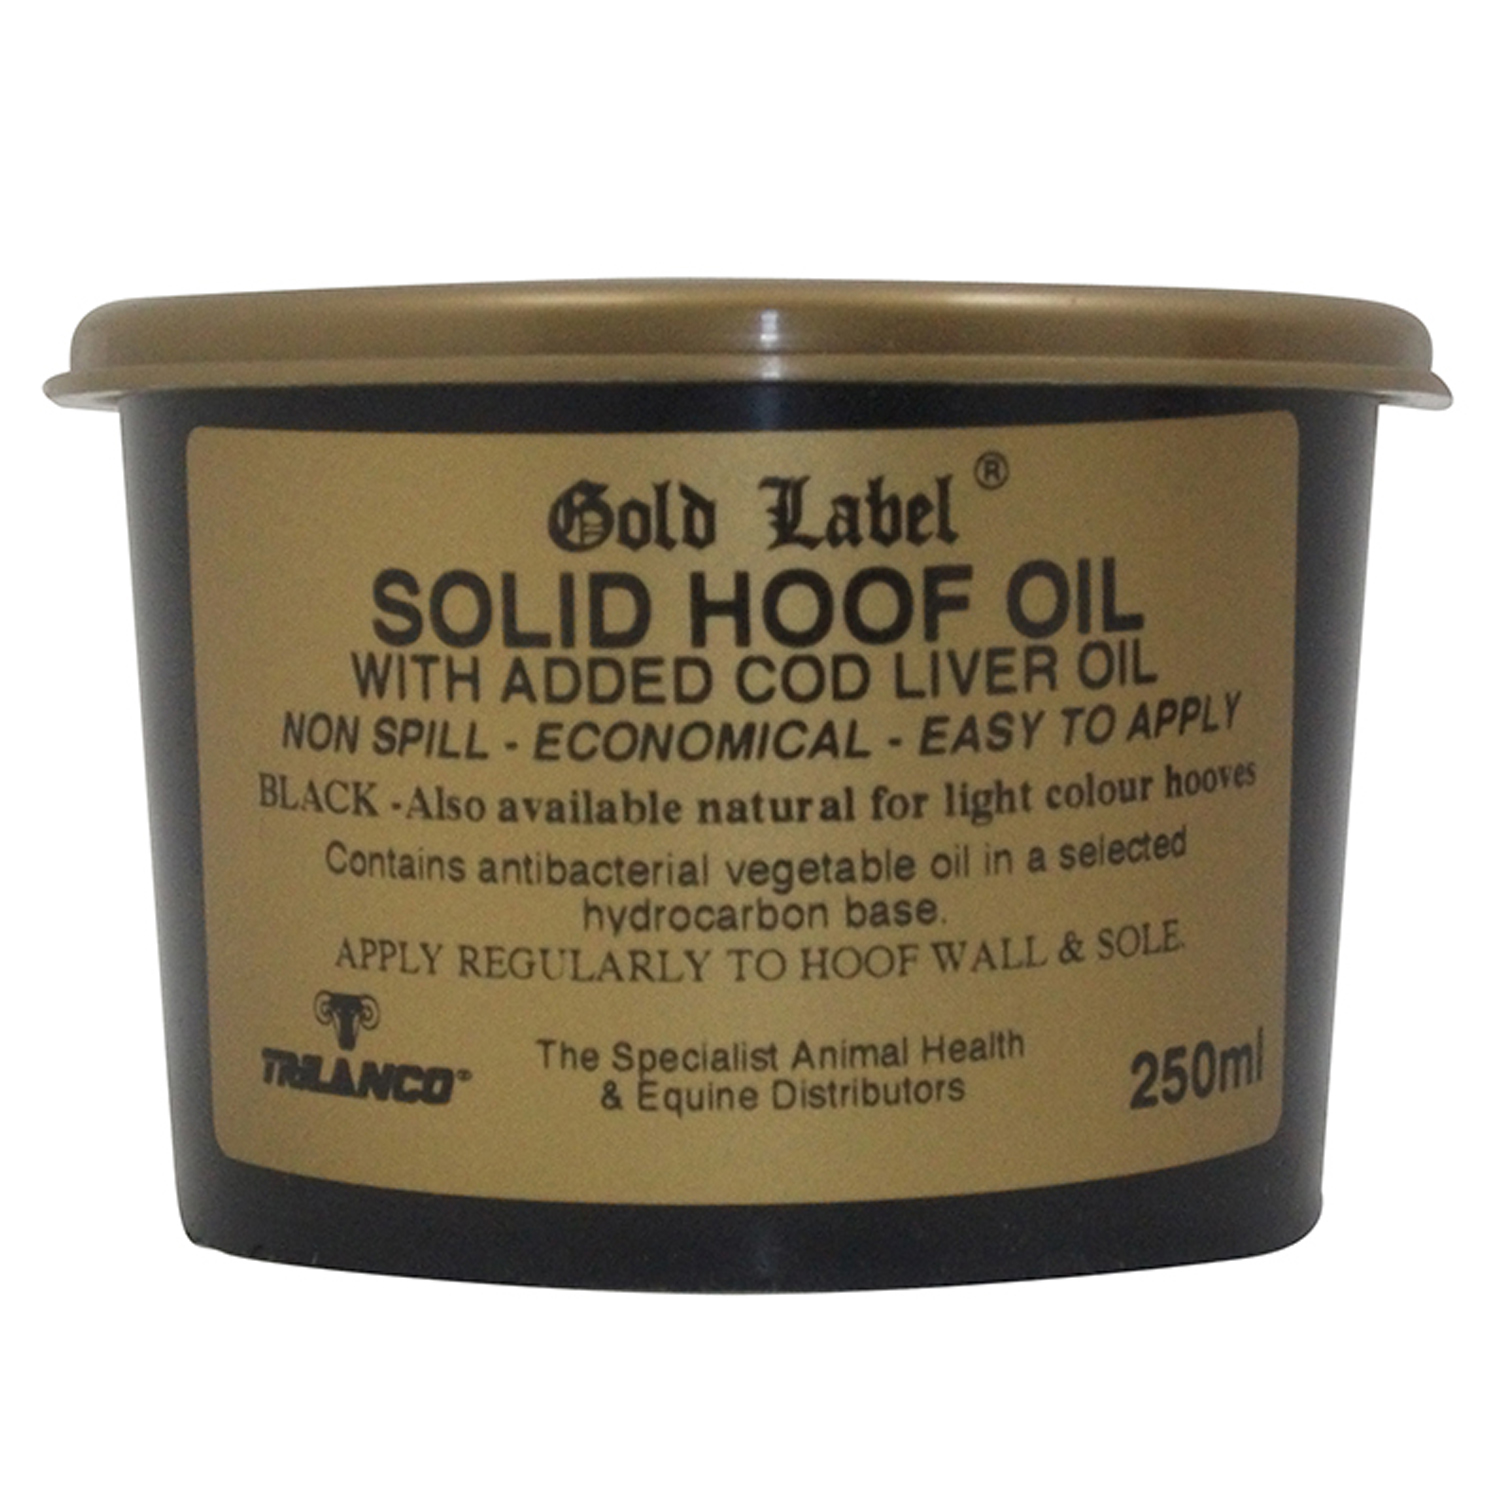 Gold Label ®
SOLID HOOF OIL
WITH ADDED COD LIVER OIL
NON SPILL - ECONOMICAL - EASY TO APPLY
BLACK -Also available natural for light colour hooves
Contains antibacterial vegetable oil in a selected
hydrocarbon base.
APPLY REGULARLY TO HOOF WALL & SOLE.
TRILANCO®
The Specialist Animal Health
& Equine Distributors
250ml